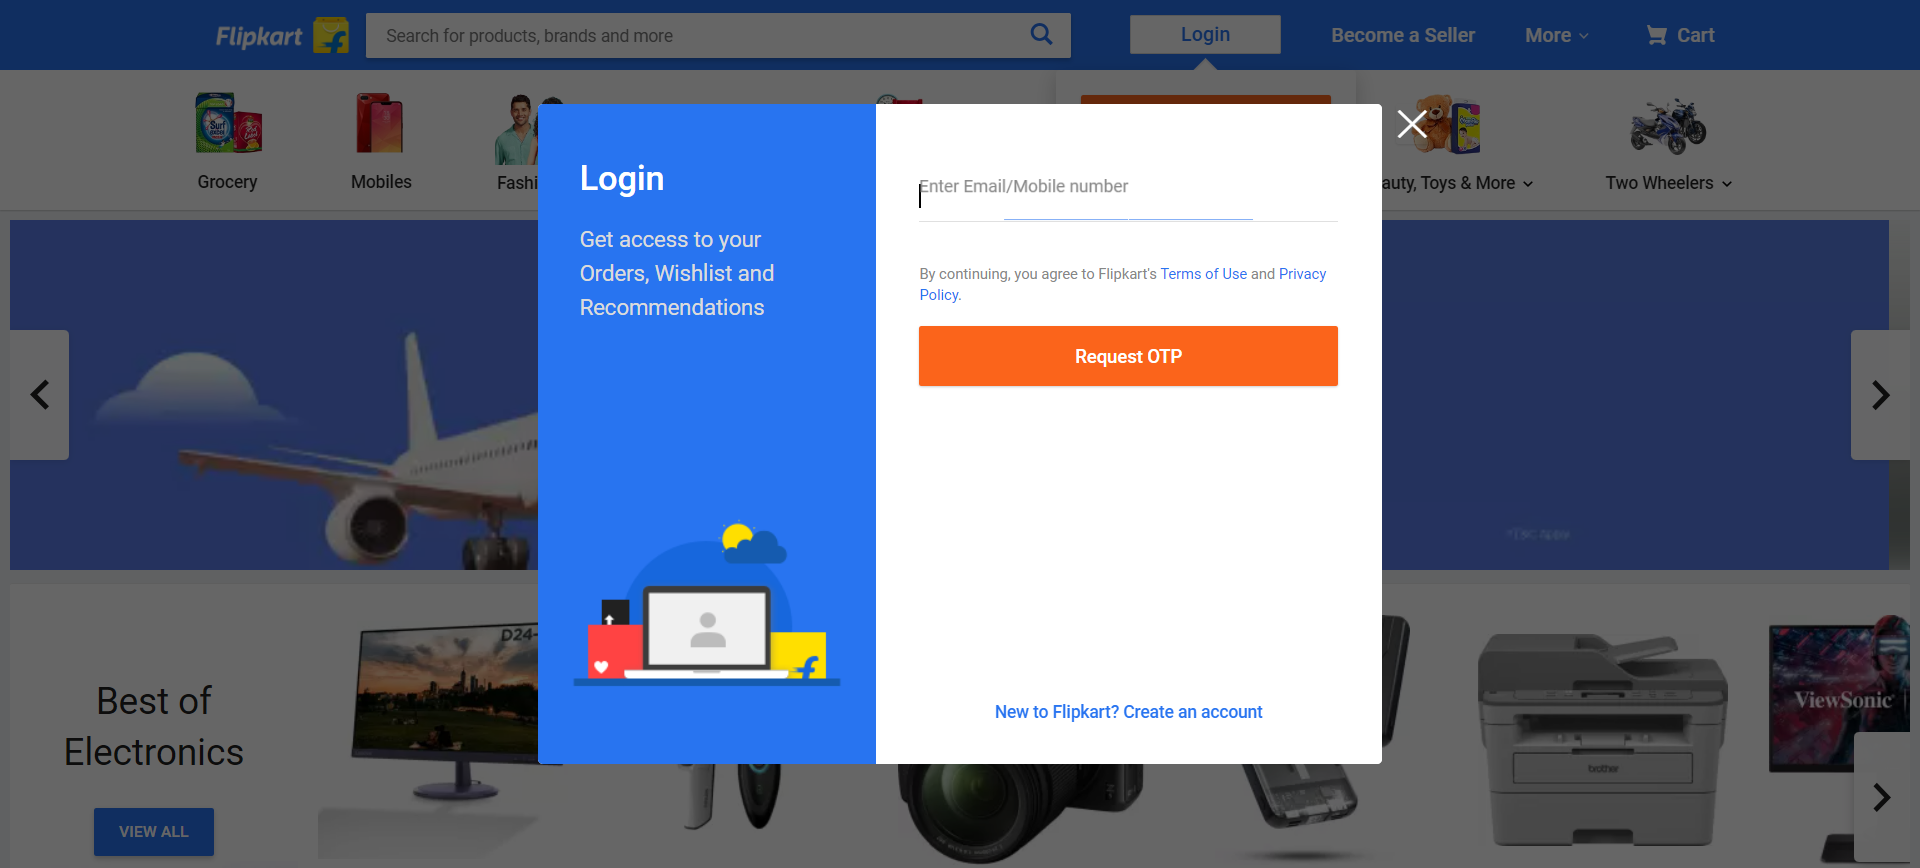 Flipkart
Search for products, brands and more
Login
Become a Seller
More
Cart
Surf
Grocery
Mobiles
Fashi
auty, Toys & More
Two Wheelers
Login
Get access to your
Orders, Wishlist and
Recommendations
Enter Email/Mobile number
By continuing, you agree to Flipkart's Terms of Use and Privacy
Policy.
Request OTP
New to Flipkart? Create an account
Best of
Electronics
VIEW ALL
D24-
brother
ViewSonic